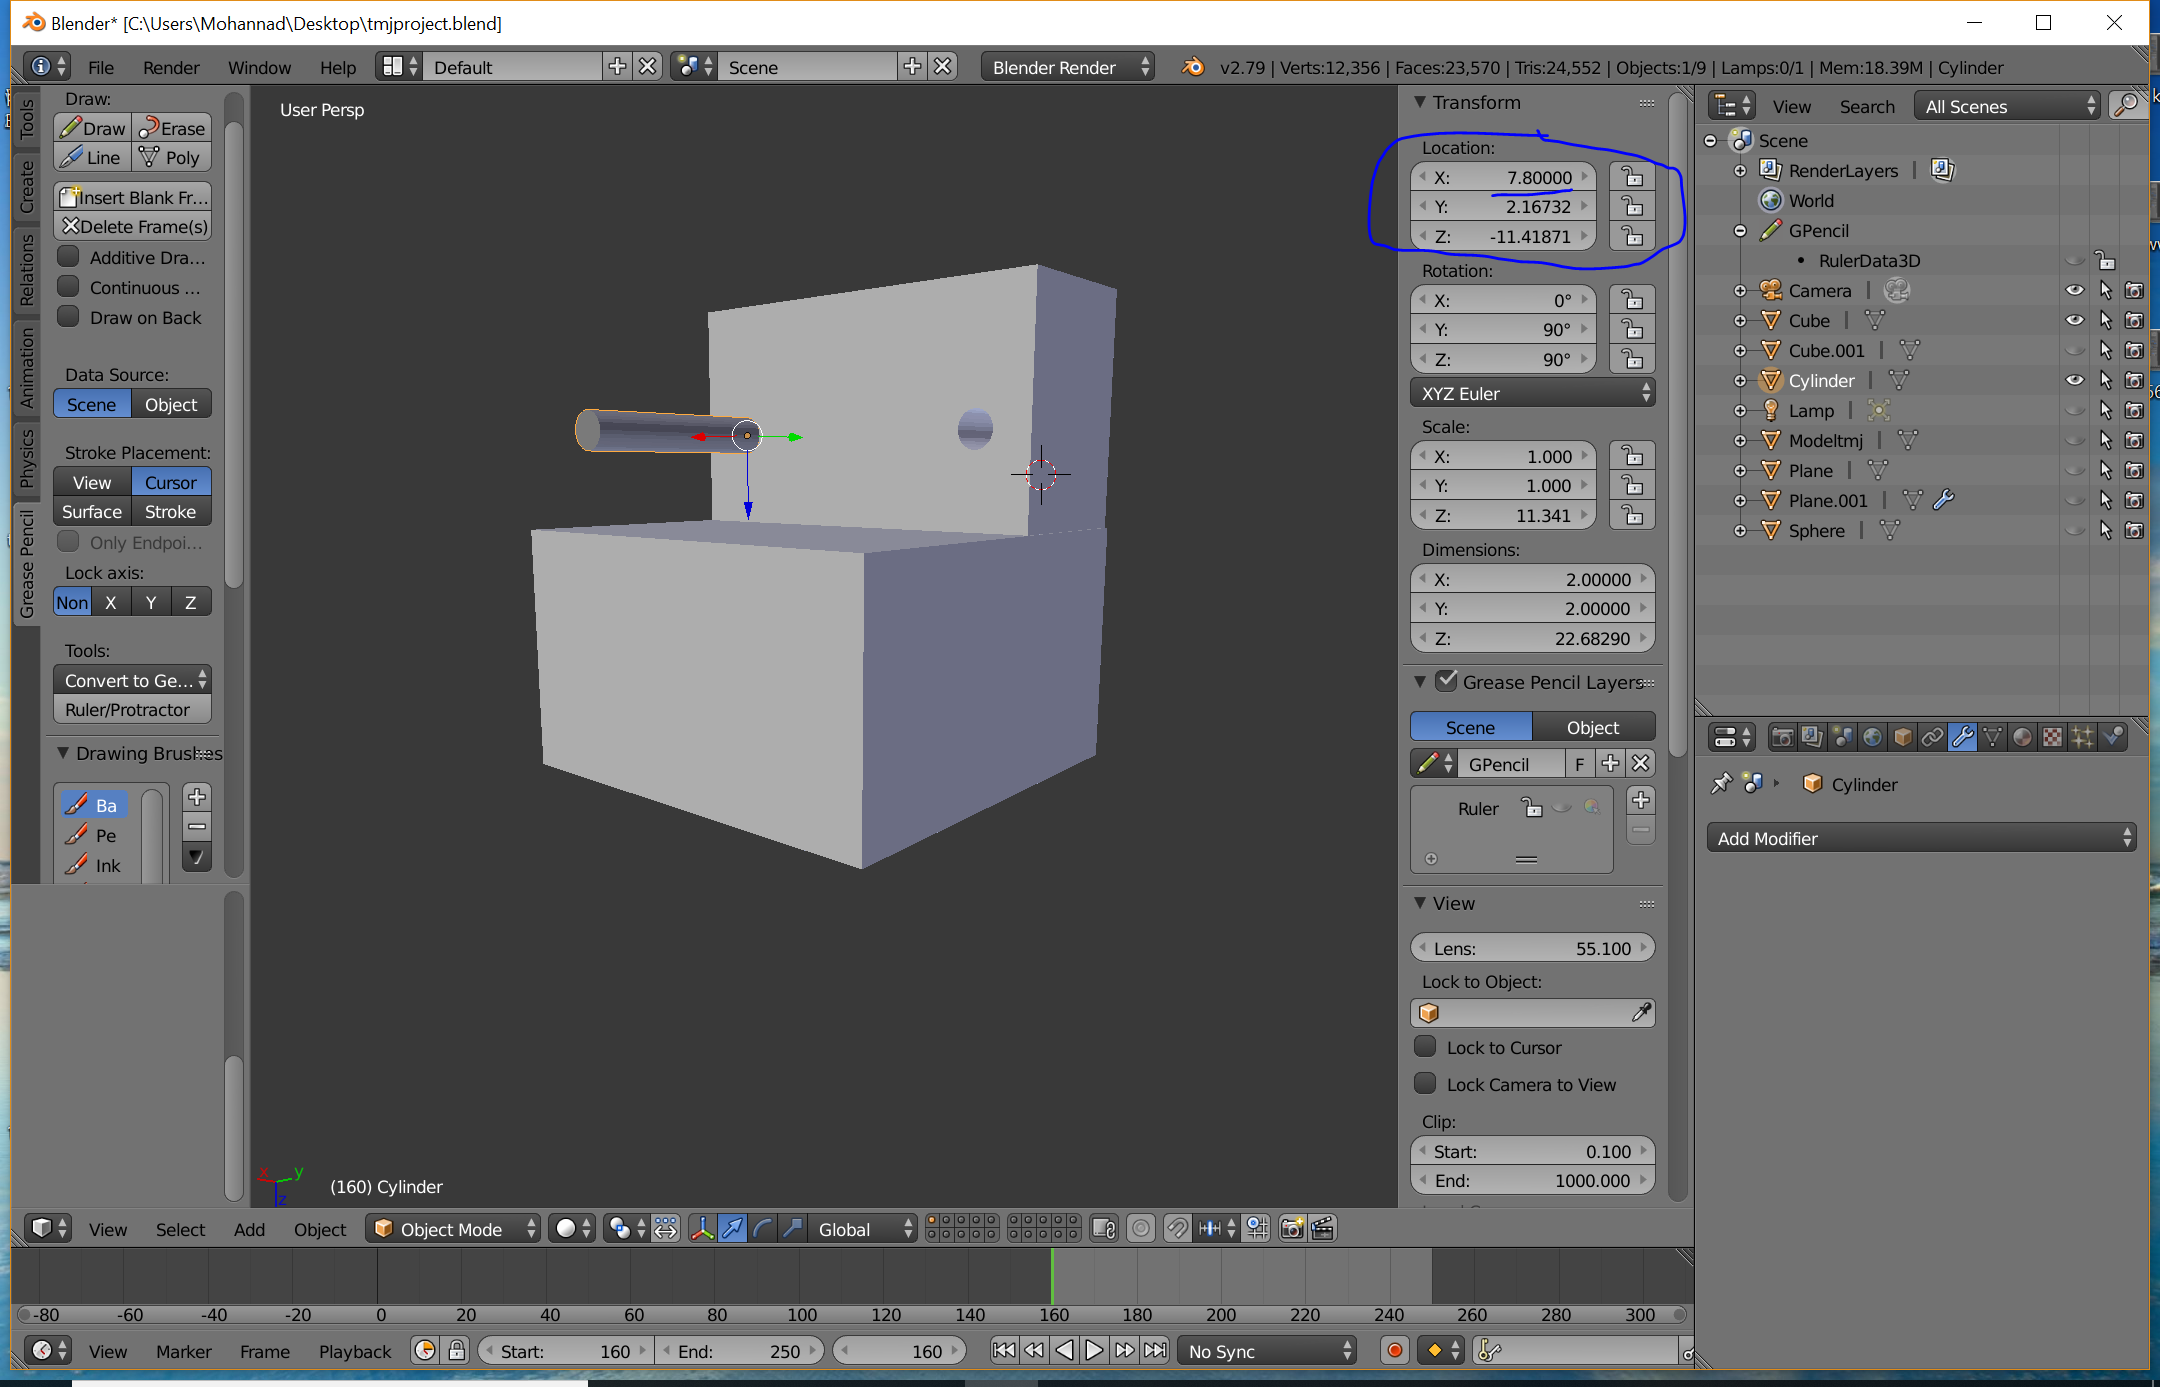 Blender* [C:\Users\Mohannad\Desktop\tmjproject.blend]
File Render Window Help Default Scene Blender Render v2.79 | Verts:12,356 | Faces:23,570 | Tris:24,552 | Objects:1/9 | Lamps:0/1 | Mem:18.39M | Cylinder
Tools
Create
Relations
Animation
Physics
Grease Pencil
Draw:
Draw Erase
Line Poly
Insert Blank Fr...
Delete Frame(s)
Additive Dra...
Continuous ...
Draw on Back
Data Source:
Scene Object
Stroke Placement:
View Cursor
Surface Stroke
Only Endpoi...
Lock axis:
Non X Y Z
Tools:
Convert to Ge...
Ruler/Protractor
Drawing Brushes
Ba
Pe
Ink
User Persp
x y
z
(160) Cylinder
Transform
Location:
X: 7.80000
Y: 2.16732
Z: -11.41871
Rotation:
X: 0°
Y: 90°
Z: 90°
XYZ Euler
Scale:
X: 1.000
Y: 1.000
Z: 11.341
Dimensions:
X: 2.00000
Y: 2.00000
Z: 22.68290
Grease Pencil Layers
Scene Object
GPencil F
Ruler
View
Lens: 55.100
Lock to Object:
Lock to Cursor
Lock Camera to View
Clip:
Start: 0.100
End: 1000.000
View Search All Scenes
Scene
RenderLayers |
World
GPencil
RulerData3D
Camera |
Cube |
Cube.001 |
Cylinder |
Lamp |
Modeltmj |
Plane |
Plane.001 |
Sphere |
Cylinder
Add Modifier
View Select Add Object Object Mode Global
-80 -60 -40 -20 0 20 40 60 80 100 120 140 160 180 200 220 240 260 280 300
View Marker Frame Playback Start: 160 End: 250 160 No Sync